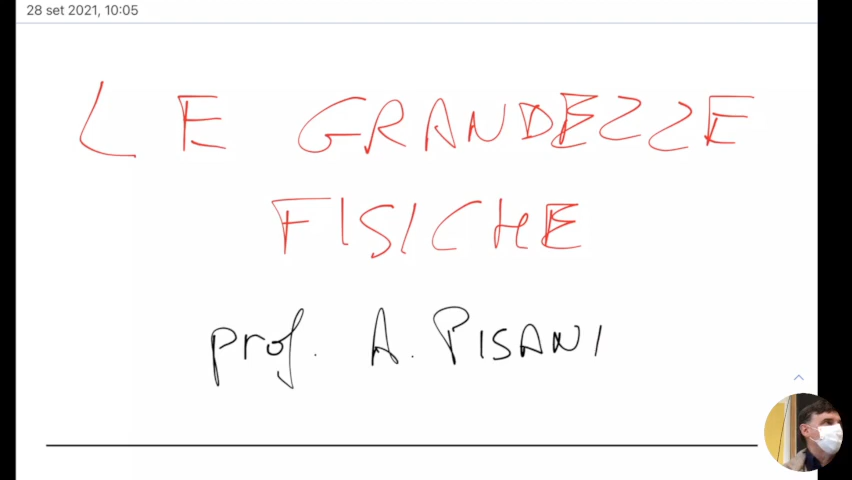 28 set 2021, 10:05
LE GRANDEZZE
FISICHE
prof. A. PISANI